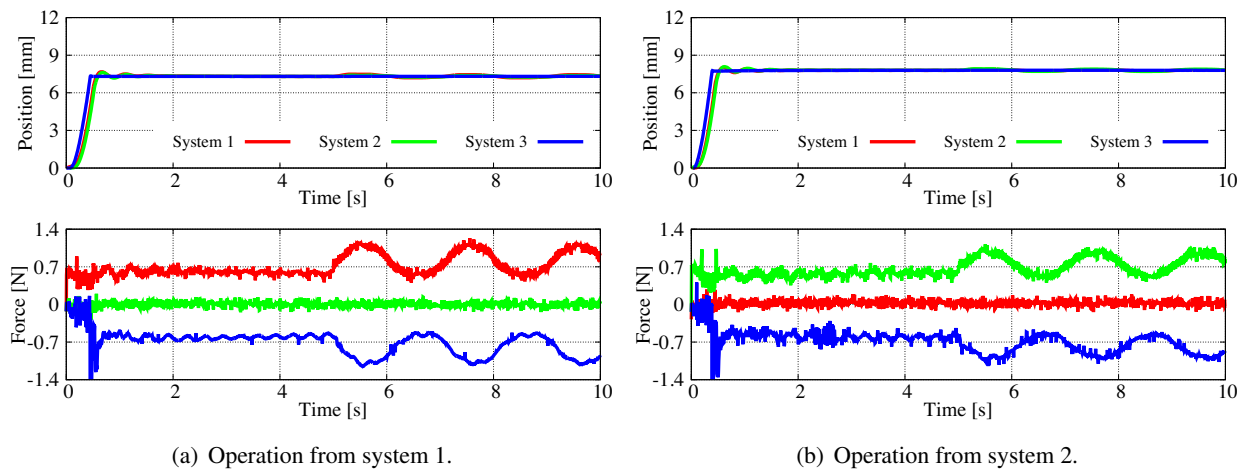 12
9
6
3
0
Position [mm]
System 1 System 2 System 3
0 2 4 6 8 10
Time [s]
1.4
0.7
0
-0.7
-1.4
Force [N]
0 2 4 6 8 10
Time [s]
(a) Operation from system 1.
12
9
6
3
0
Position [mm]
System 1 System 2 System 3
0 2 4 6 8 10
Time [s]
1.4
0.7
0
-0.7
-1.4
Force [N]
0 2 4 6 8 10
Time [s]
(b) Operation from system 2.